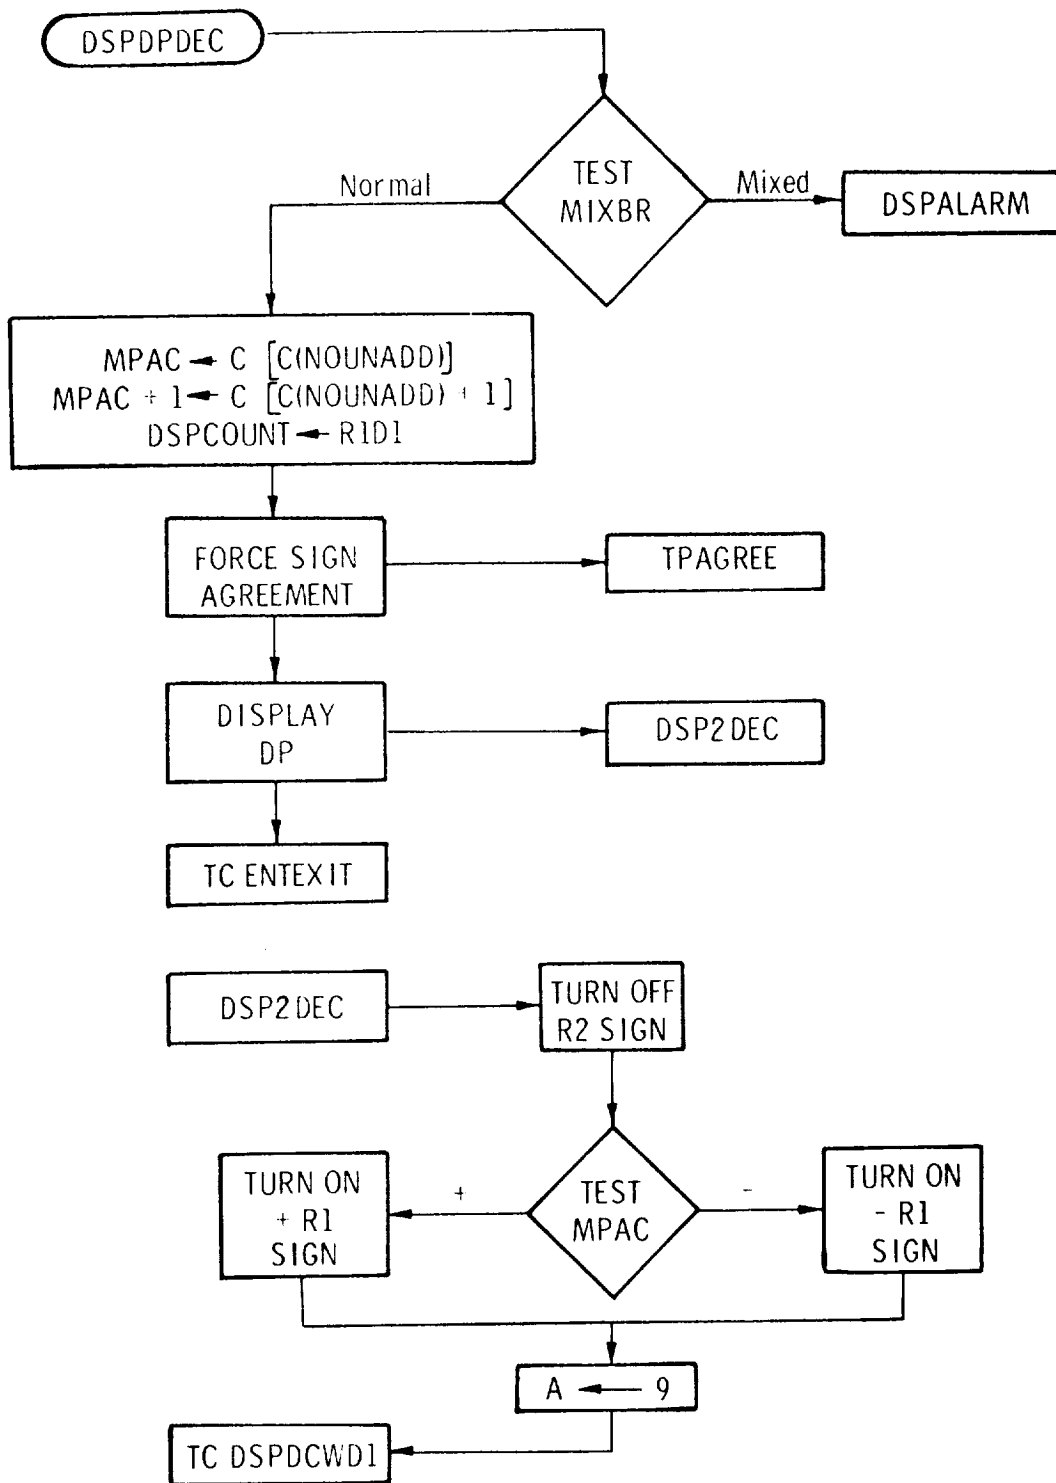 DSPDPDEC
TEST
MIXBR
Normal
Mixed
DSPALARM
MPAC ← C [C(NOUNADD)]
MPAC + 1 ← C [C(NOUNADD) + 1]
DSPCOUNT ← R1D1
FORCE SIGN
AGREEMENT
TPAGREE
DISPLAY
DP
DSP2DEC
TC ENTEXIT
DSP2DEC
TURN OFF
R2 SIGN
TURN ON
+ R1
SIGN
+
TEST
MPAC
-
TURN ON
- R1
SIGN
A ← 9
TC DSPDCWD1